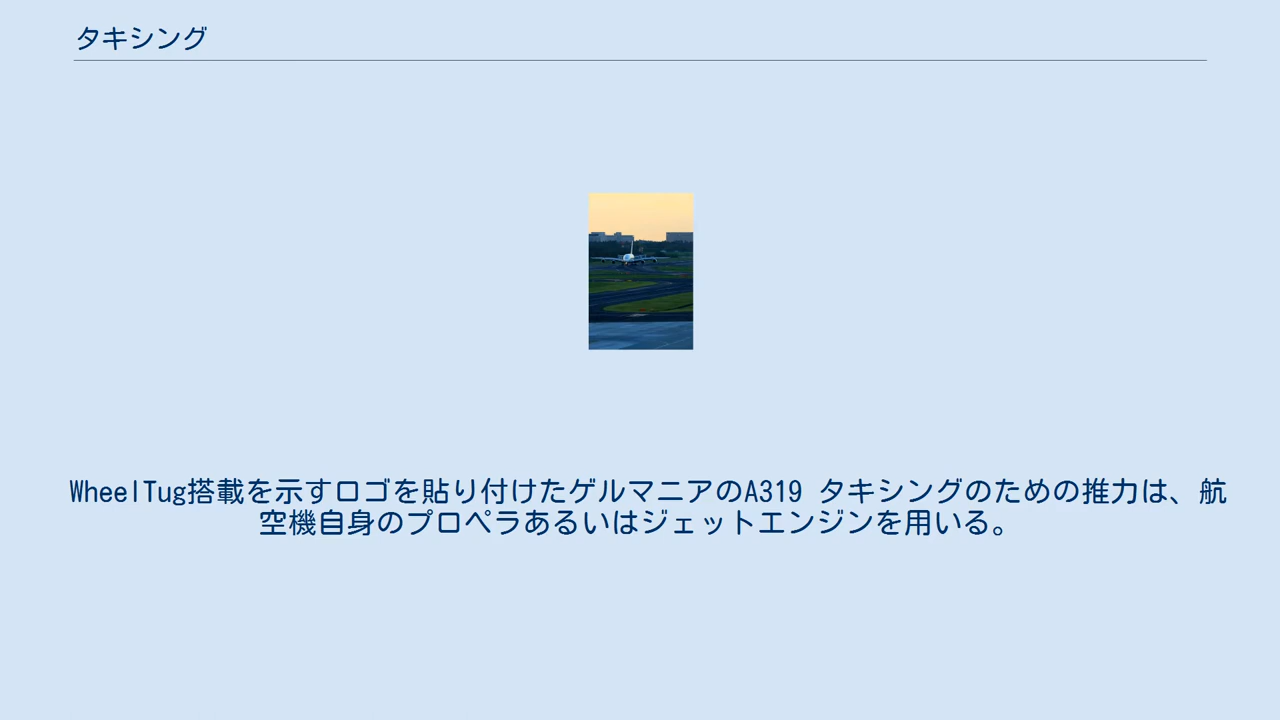 タキシング
WheelTug搭載を示すロゴを貼り付けたゲルマニアのA319 タキシングのための推力は、航
空機自身のプロペラあるいはジェットエンジンを用いる。